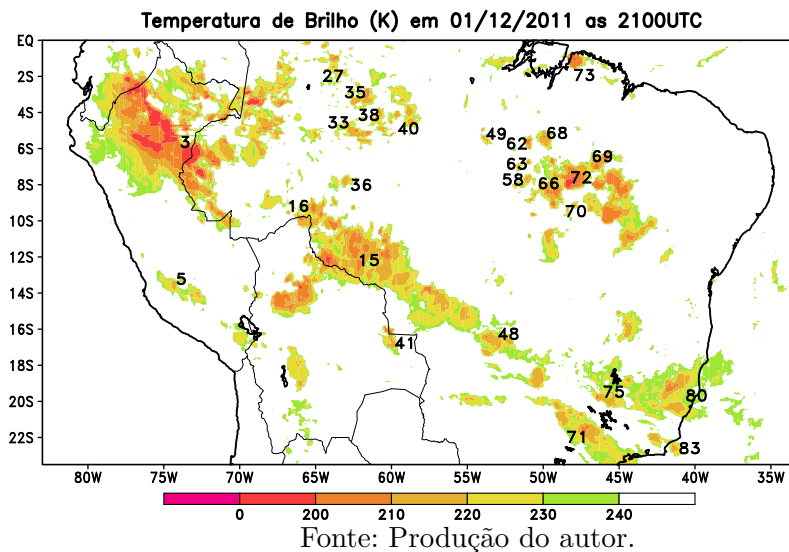 Temperatura de Brilho (K) em 01/12/2011 as 2100UTC
EQ
2S
4S
6S
8S
10S
12S
14S
16S
18S
20S
22S
27
73
35
38
33
40
3
49
68
62
63
69
58
66
72
36
16
70
15
5
48
41
75
80
71
83
80W 75W 70W 65W 60W 55W 50W 45W 40W 35W
0 200 210 220 230 240
Fonte: Produção do autor.